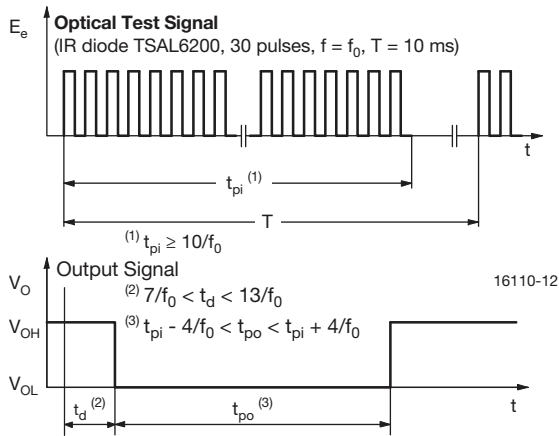 Optical Test Signal
(IR diode TSAL6200, 30 pulses, f = f₀, T = 10 ms)
Eₑ
t
t_pi ⁽¹⁾
T
⁽¹⁾ t_pi ≥ 10/f₀
Output Signal
16110-12
V_O
⁽²⁾ 7/f₀ < t_d < 13/f₀
V_OH
⁽³⁾ t_pi - 4/f₀ < t_po < t_pi + 4/f₀
V_OL
t_d ⁽²⁾
t_po ⁽³⁾
t